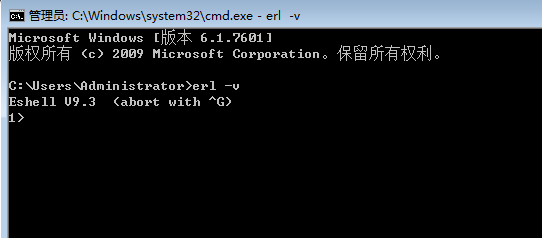 管理员: C:\Windows\system32\cmd.exe - erl  -v
Microsoft Windows [版本 6.1.7601]
版权所有 (c) 2009 Microsoft Corporation。保留所有权利。
C:\Users\Administrator>erl -v
Eshell V9.3  (abort with ^G)
1>